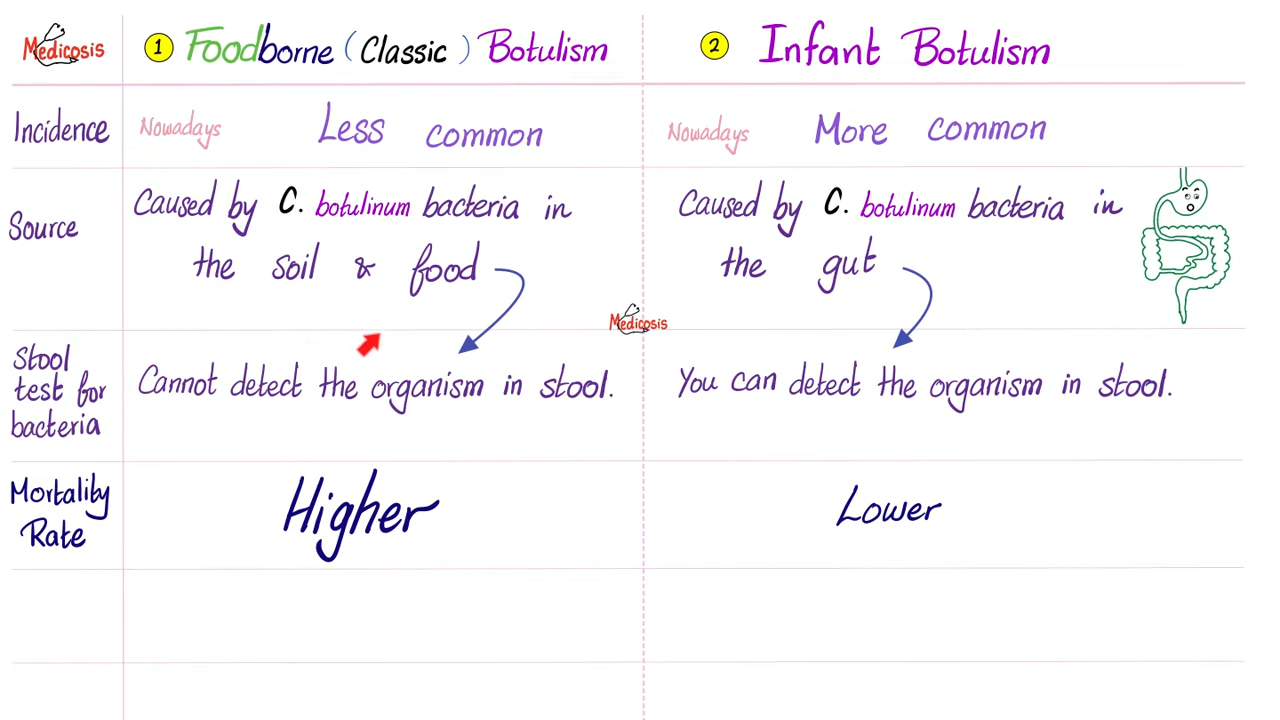 Medicosis
1 Foodborne (Classic) Botulism
2 Infant Botulism
Incidence
Nowadays Less common
Nowadays More common
Source
Caused by C. botulinum bacteria in
the soil & food
Caused by C. botulinum bacteria in
the gut
Medicosis
Stool
test for
bacteria
Cannot detect the organism in stool.
You can detect the organism in stool.
Mortality
Rate
Higher
Lower